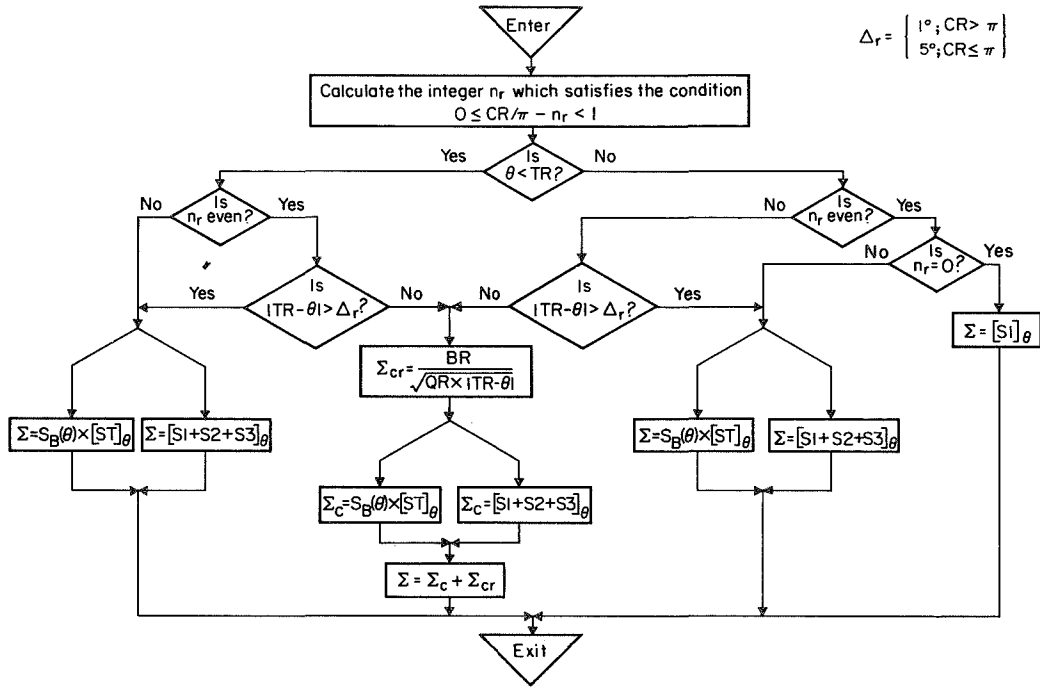 Enter
Δr = { 1°; CR > π
5°; CR ≤ π }
Calculate the integer nr which satisfies the condition
0 ≤ CR/π − nr < 1
Yes
Is
θ < TR?
No
No
Is
nr even?
Yes
No
Is
nr even?
Yes
No
Is
nr = 0?
Yes
Yes
Is
|TR−θ| > Δr?
No
No
Is
|TR−θ| > Δr?
Yes
Σ = [S1]θ
Σcr = BR / √QR × |TR−θ|
Σ=SB(θ)×[ST]θ
Σ=[S1+S2+S3]θ
Σ=SB(θ)×[ST]θ
Σ=[S1+S2+S3]θ
Σc=SB(θ)×[ST]θ
Σc=[S1+S2+S3]θ
Σ = Σc + Σcr
Exit